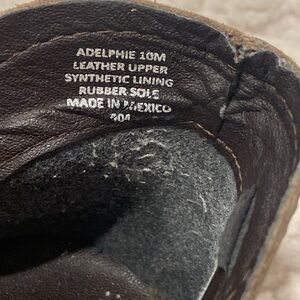 ADELPHIE 10M
LEATHER UPPER
SYNTHETIC LINING
RUBBER SOLE
MADE IN MEXICO
404